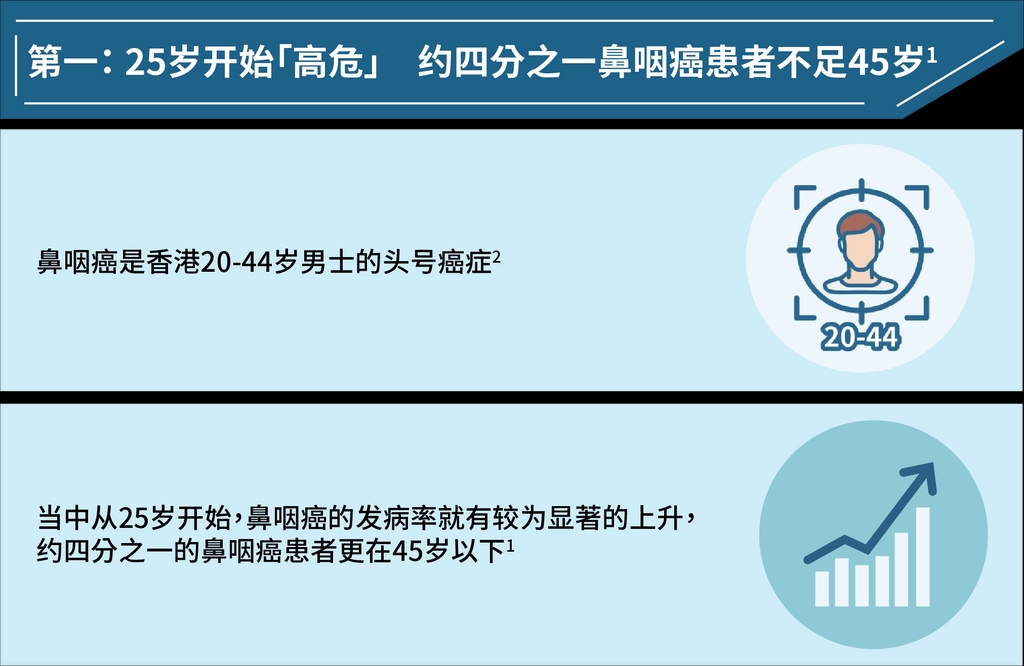 第一：25岁开始「高危」 约四分之一鼻咽癌患者不足45岁¹
鼻咽癌是香港20-44岁男士的头号癌症²
20-44
当中从25岁开始，鼻咽癌的发病率就有较为显著的上升，
约四分之一的鼻咽癌患者更在45岁以下¹